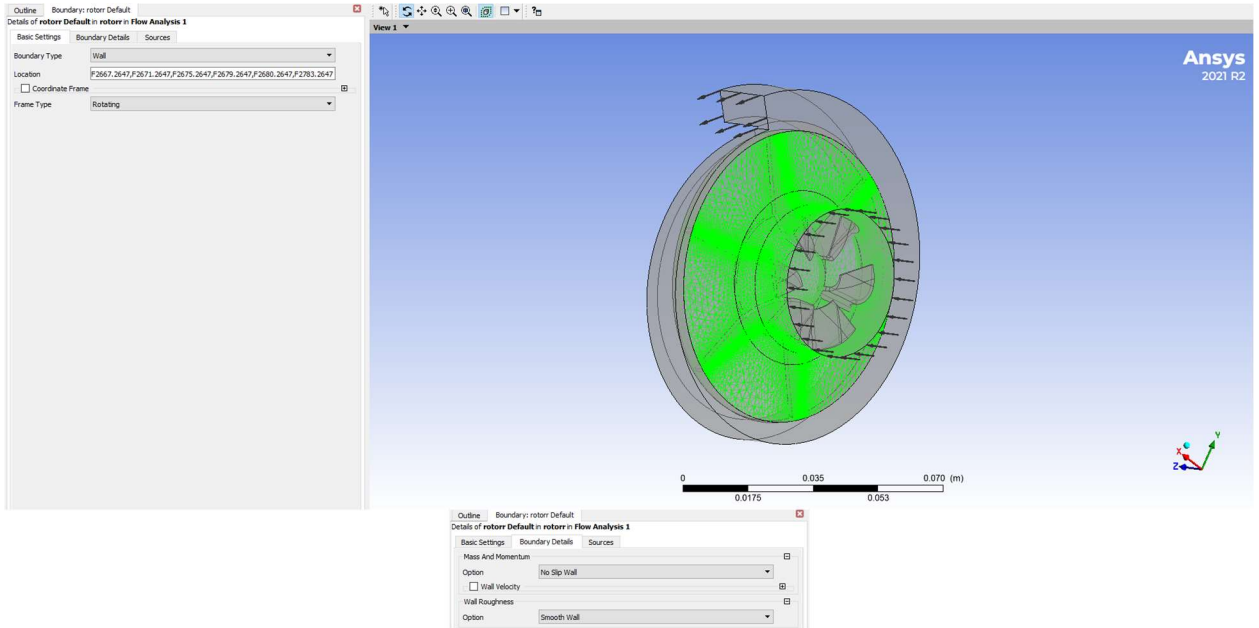 Outline Boundary: rotorr Default
Details of rotorr Default in rotorr in Flow Analysis 1
Basic Settings Boundary Details Sources
Boundary Type Wall
Location F2667.2647,F2671.2647,F2675.2647,F2679.2647,F2680.2647,F2783.2647
Coordinate Frame
Frame Type Rotating
View 1
Ansys
2021 R2
Y
X
Z
0 0.035 0.070 (m)
0.0175 0.053
Outline Boundary: rotorr Default
Details of rotorr Default in rotorr in Flow Analysis 1
Basic Settings Boundary Details Sources
Mass And Momentum
Option No Slip Wall
Wall Velocity
Wall Roughness
Option Smooth Wall